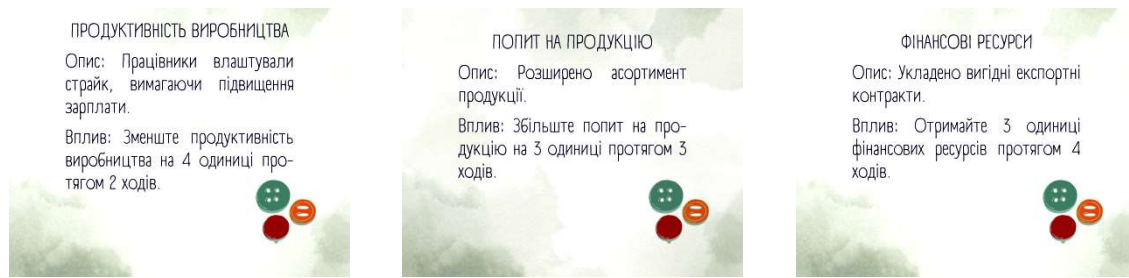 ПРОДУКТИВНІСТЬ ВИРОБНИЦТВА
Опис: Працівники влаштували
страйк, вимагаючи підвищення
зарплати.
Вплив: Зменште продуктивність
виробництва на 4 одиниці про-
тягом 2 ходів.
ПОПИТ НА ПРОДУКЦІЮ
Опис: Розширено асортимент
продукції.
Вплив: Збільште попит на про-
дукцію на 3 одиниці протягом 3
ходів.
ФІНАНСОВІ РЕСУРСИ
Опис: Укладено вигідні експортні
контракти.
Вплив: Отримайте 3 одиниці
фінансових ресурсів протягом 4
ходів.